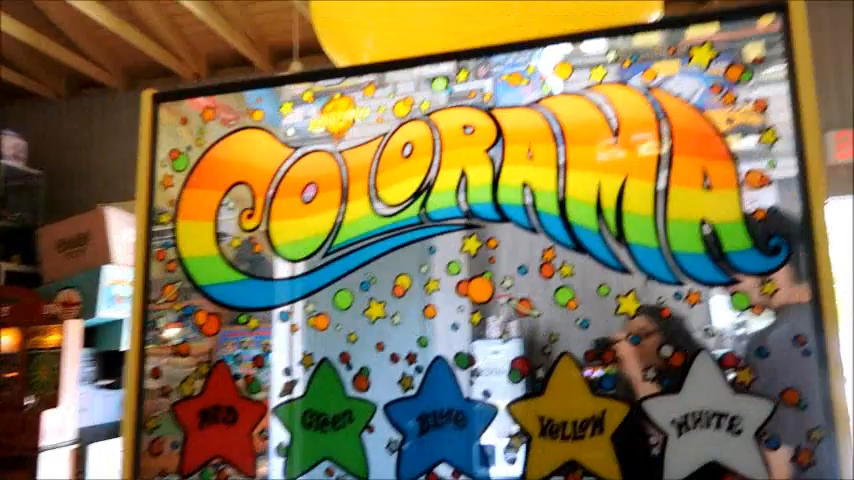 COLORAMA
RED
GREEN
BLUE
YELLOW
WHITE